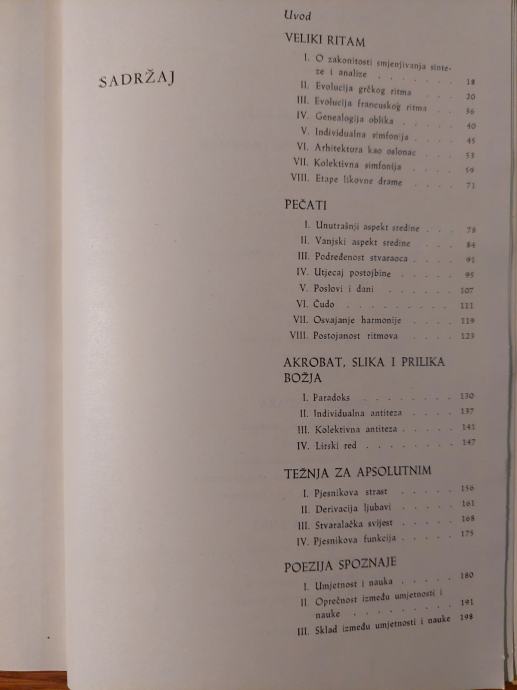 SADRŽAJ
Uvod
VELIKI RITAM
I. O zakonitosti smjenjivanja sinte-
ze i analize . . . . . . . 18
II. Evolucija grčkog ritma . . . 20
III. Evolucija francuskog ritma . . 36
IV. Genealogija oblika . . . . . 40
V. Individualna simfonija . . . . 45
VI. Arhitektura kao oslonac . . . 53
VII. Kolektivna simfonija . . . . 59
VIII. Etape likovne drame . . . . 71
PEČATI
I. Unutrašnji aspekt sredine . . . 78
II. Vanjski aspekt sredine . . . 84
III. Podređenost stvaraoca . . . . 91
IV. Utjecaj postojbine . . . . . 95
V. Poslovi i dani . . . . . 107
VI. Čudo . . . . . . . . 111
VII. Osvajanje harmonije . . . . 119
VIII. Postojanost ritmova . . . . 123
AKROBAT, SLIKA I PRILIKA
BOŽJA
I. Paradoks . . . . . . . 130
II. Individualna antiteza . . . . 137
III. Kolektivna antiteza . . . . 141
IV. Lirski red . . . . . . . 147
TEŽNJA ZA APSOLUTNIM
I. Pjesnikova strast . . . . . 156
II. Derivacija ljubavi . . . . . 161
III. Stvaralačka svijest . . . . . 168
IV. Pjesnikova funkcija . . . . . 175
POEZIJA SPOZNAJE
I. Umjetnost i nauka . . . . . 180
II. Oprečnost između umjetnosti i
nauke . . . . . . . . . 191
III. Sklad između umjetnosti i nauke 198